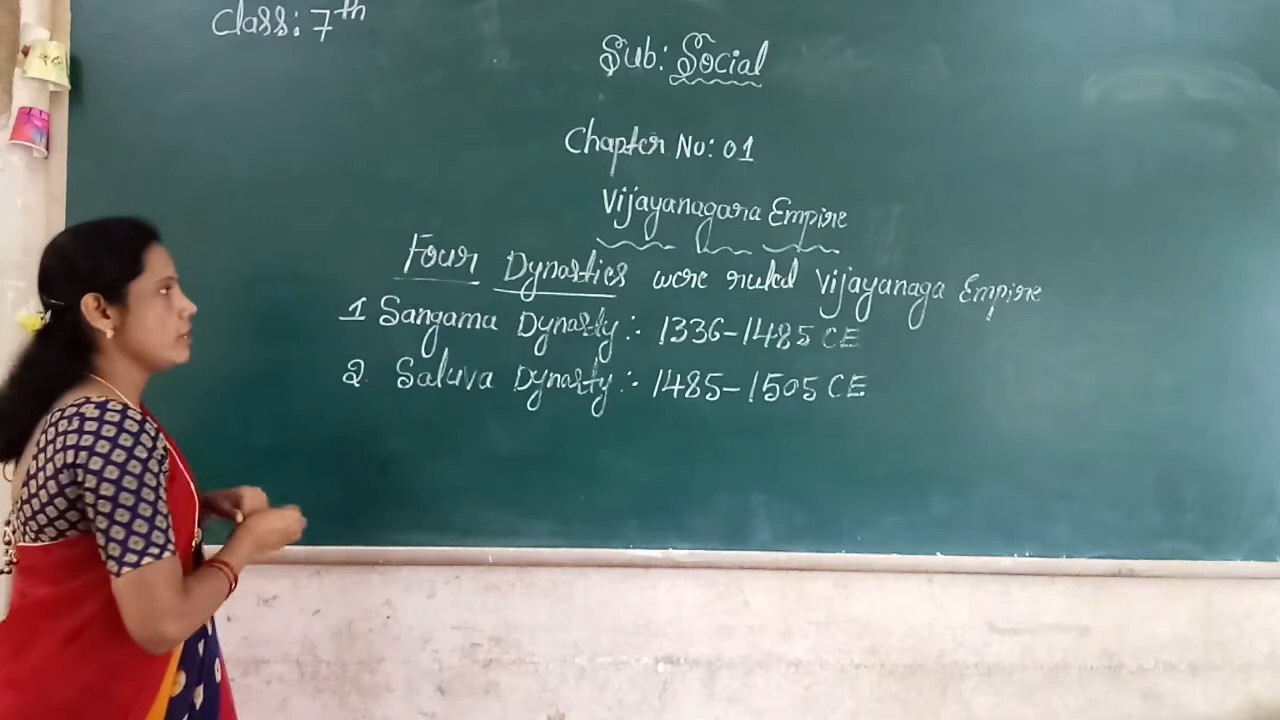 Class: 7th
Sub: Social
Chapter No: 01
Vijayanagara Empire
Four Dynasties were ruled Vijayanaga Empire
1 Sangama Dynasty:- 1336-1485 CE
2. Saluva Dynasty:- 1485-1505 CE